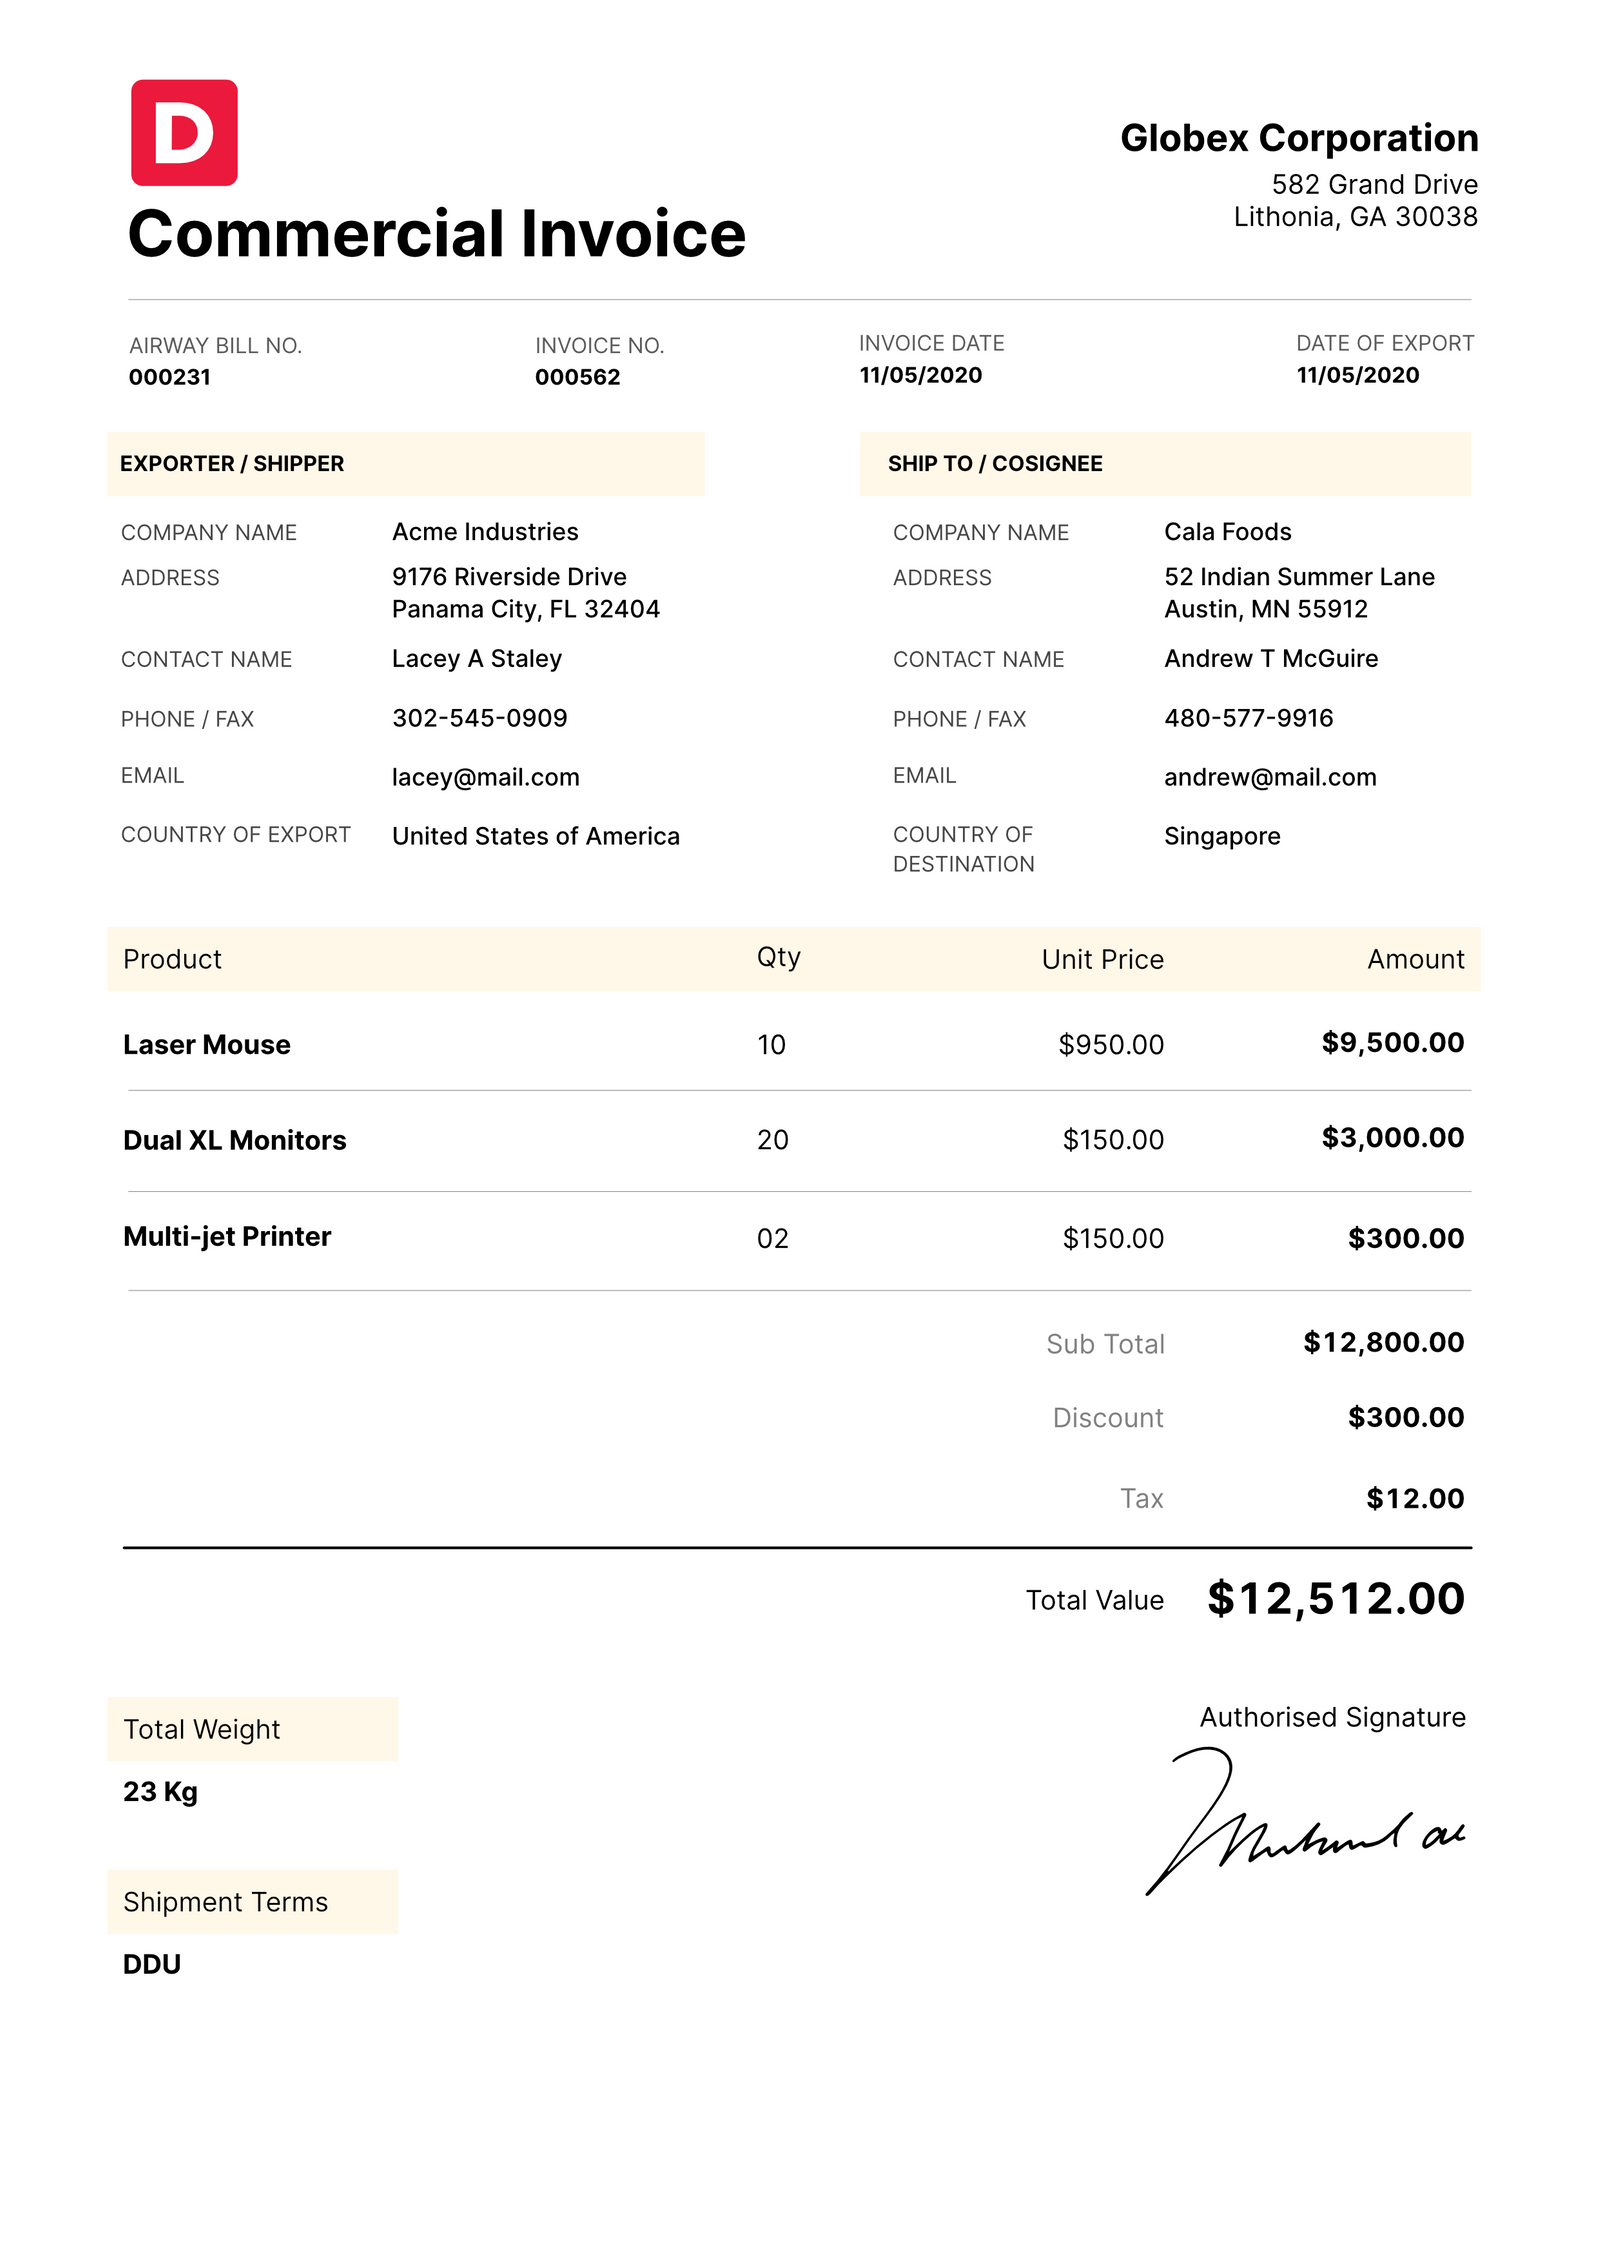 D
Commercial Invoice
Globex Corporation
582 Grand Drive
Lithonia, GA 30038
AIRWAY BILL NO.
000231
INVOICE NO.
000562
INVOICE DATE
11/05/2020
DATE OF EXPORT
11/05/2020
EXPORTER / SHIPPER
COMPANY NAME Acme Industries
ADDRESS 9176 Riverside Drive
Panama City, FL 32404
CONTACT NAME Lacey A Staley
PHONE / FAX 302-545-0909
EMAIL lacey@mail.com
COUNTRY OF EXPORT United States of America
SHIP TO / COSIGNEE
COMPANY NAME Cala Foods
ADDRESS 52 Indian Summer Lane
Austin, MN 55912
CONTACT NAME Andrew T McGuire
PHONE / FAX 480-577-9916
EMAIL andrew@mail.com
COUNTRY OF Singapore
DESTINATION
Product Qty Unit Price Amount
Laser Mouse 10 $950.00 $9,500.00
Dual XL Monitors 20 $150.00 $3,000.00
Multi-jet Printer 02 $150.00 $300.00
Sub Total $12,800.00
Discount $300.00
Tax $12.00
Total Value $12,512.00
Total Weight
23 Kg
Shipment Terms
DDU
Authorised Signature